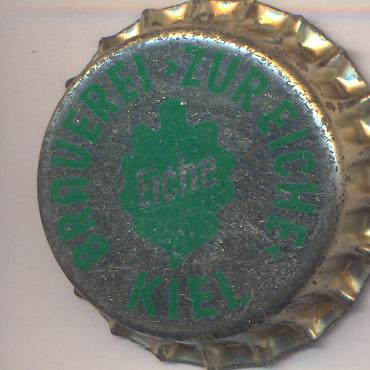 BRAUEREI >ZUR EICHE<
Eiche
KIEL